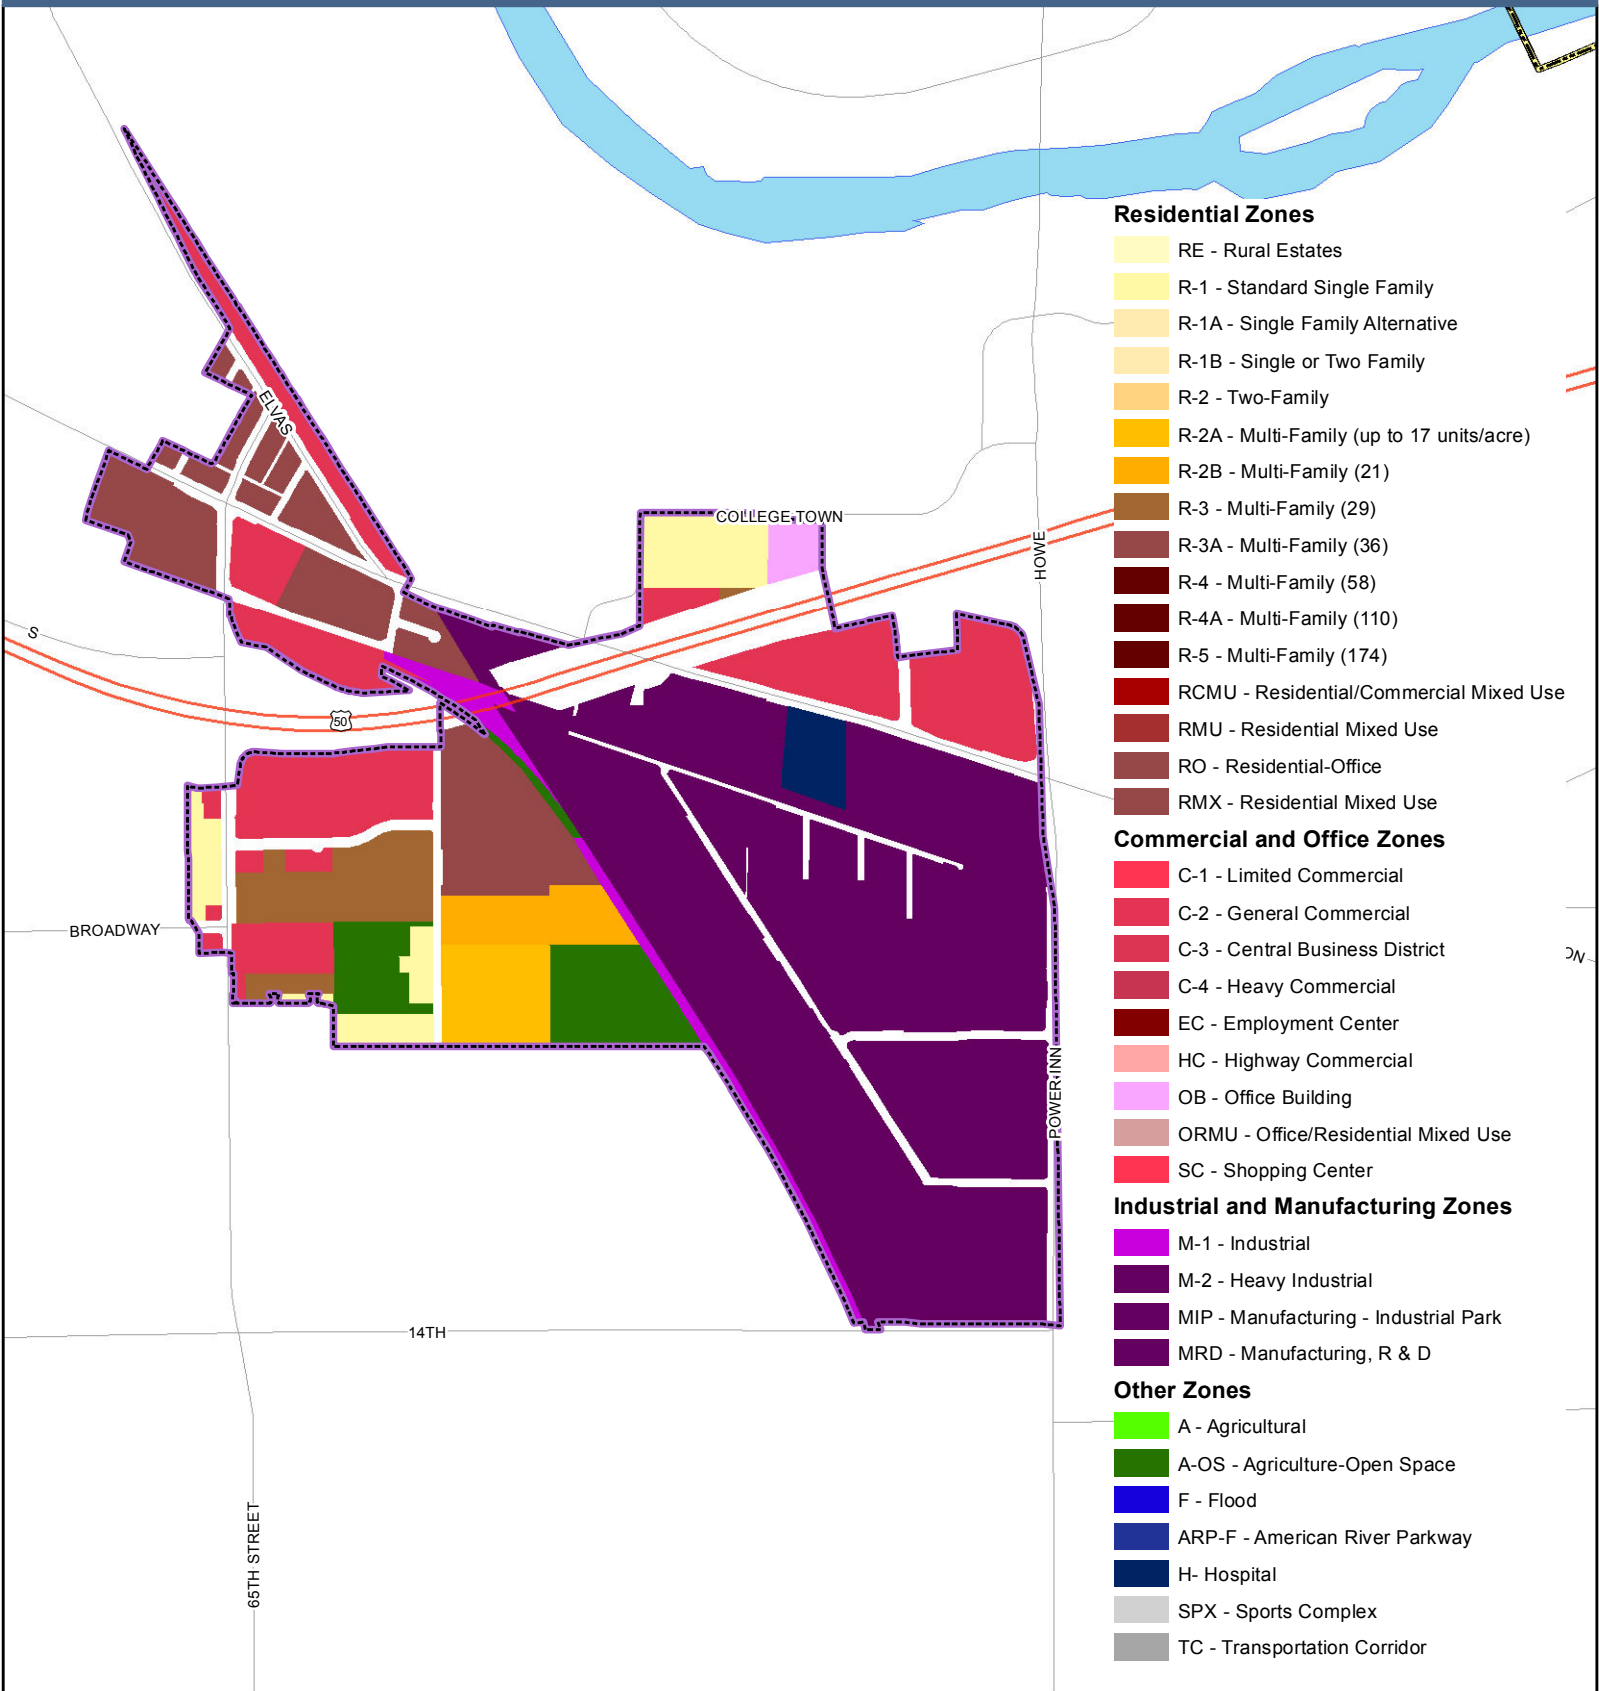 Residential Zones
RE - Rural Estates
R-1 - Standard Single Family
R-1A - Single Family Alternative
R-1B - Single or Two Family
R-2 - Two-Family
R-2A - Multi-Family (up to 17 units/acre)
R-2B - Multi-Family (21)
R-3 - Multi-Family (29)
R-3A - Multi-Family (36)
R-4 - Multi-Family (58)
R-4A - Multi-Family (110)
R-5 - Multi-Family (174)
RCMU - Residential/Commercial Mixed Use
RMU - Residential Mixed Use
RO - Residential-Office
RMX - Residential Mixed Use
Commercial and Office Zones
C-1 - Limited Commercial
C-2 - General Commercial
C-3 - Central Business District
C-4 - Heavy Commercial
EC - Employment Center
HC - Highway Commercial
OB - Office Building
ORMU - Office/Residential Mixed Use
SC - Shopping Center
Industrial and Manufacturing Zones
M-1 - Industrial
M-2 - Heavy Industrial
MIP - Manufacturing - Industrial Park
MRD - Manufacturing, R & D
Other Zones
A - Agricultural
A-OS - Agriculture-Open Space
F - Flood
ARP-F - American River Parkway
H- Hospital
SPX - Sports Complex
TC - Transportation Corridor
ELVAS
COLLEGE TOWN
HOWE
S
50
BROADWAY
ON
POWER INN
14TH
65TH STREET